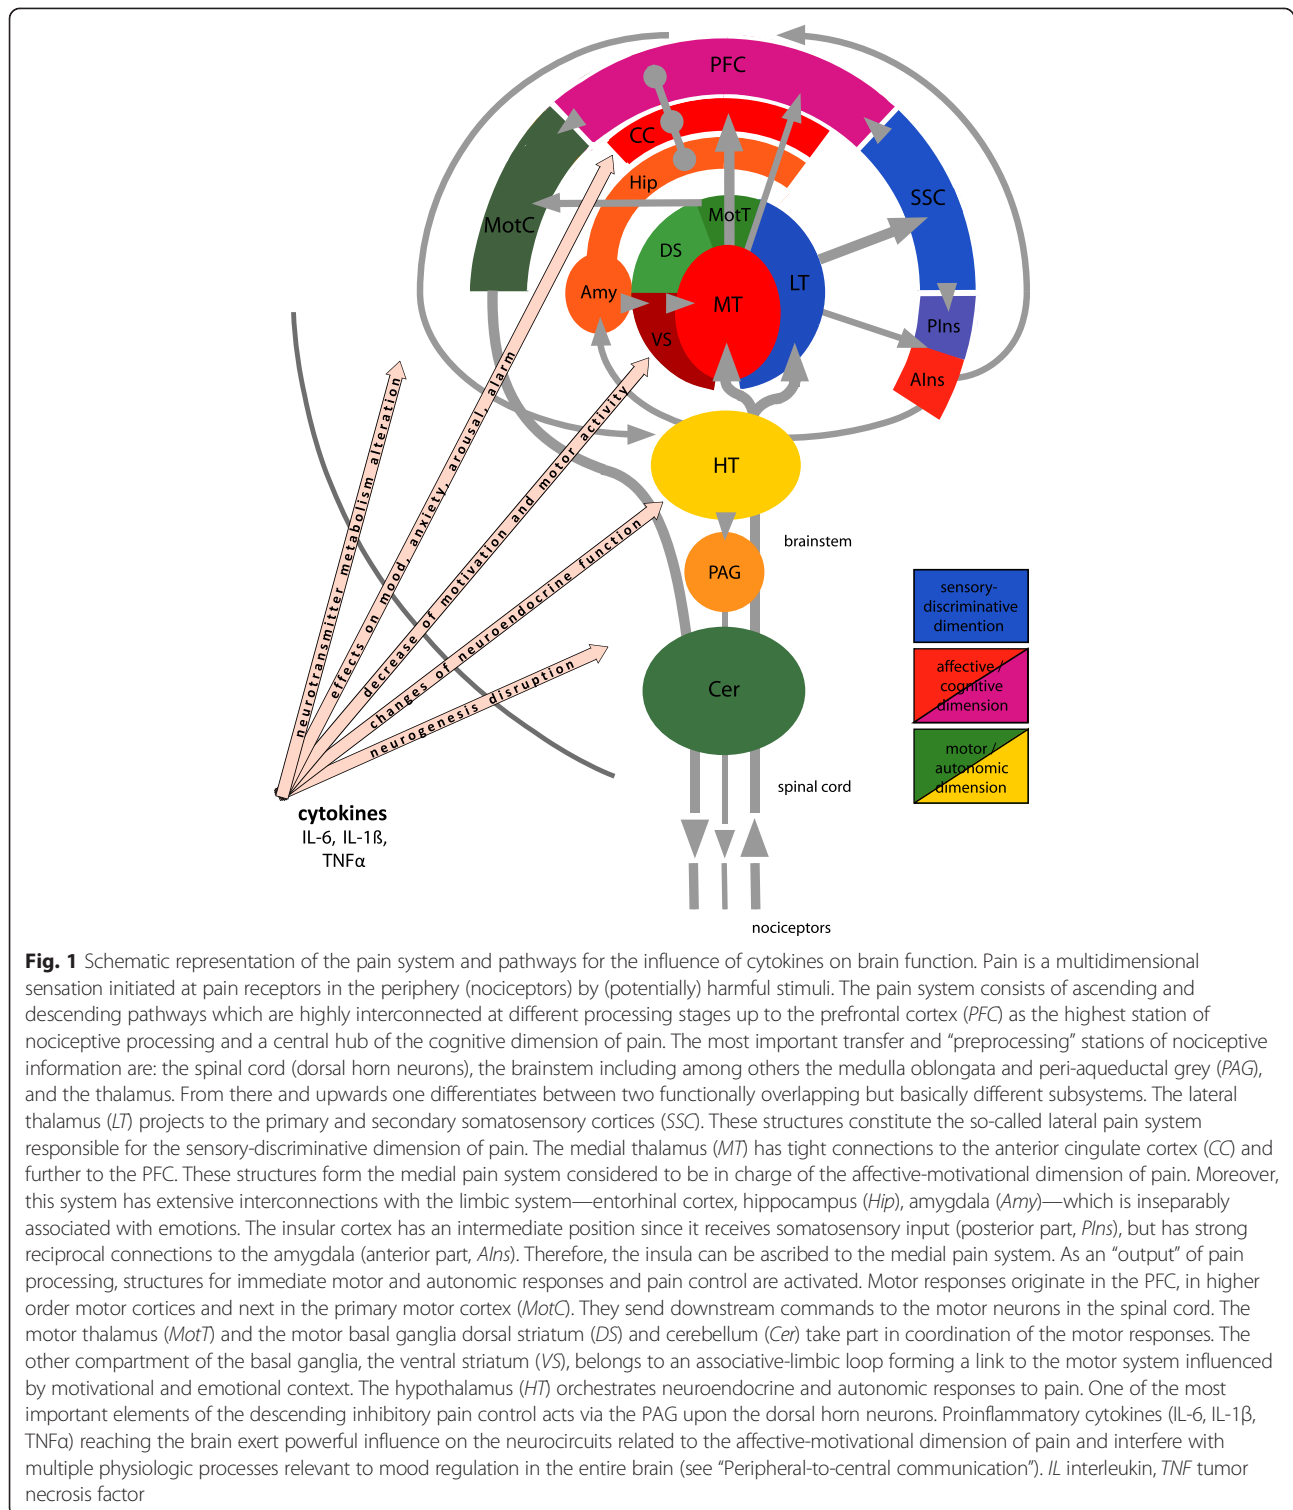 PFC
CC
Hip
SSC
MotC
MotT
DS
LT
Amy
MT
PIns
VS
AIns
HT
brainstem
PAG
Cer
spinal cord
nociceptors
neurotransmitter metabolism alteration
effects on mood, anxiety, arousal, alarm
decrease of motivation and motor activity
changes of neuroendocrine function
neurogenesis disruption
cytokines
IL-6, IL-1ß,
TNFα
sensory-
discriminative
dimention
affective /
cognitive
dimension
motor /
autonomic
dimension
Fig. 1 Schematic representation of the pain system and pathways for the influence of cytokines on brain function. Pain is a multidimensional
sensation initiated at pain receptors in the periphery (nociceptors) by (potentially) harmful stimuli. The pain system consists of ascending and
descending pathways which are highly interconnected at different processing stages up to the prefrontal cortex (PFC) as the highest station of
nociceptive processing and a central hub of the cognitive dimension of pain. The most important transfer and “preprocessing” stations of nociceptive
information are: the spinal cord (dorsal horn neurons), the brainstem including among others the medulla oblongata and peri-aqueductal grey (PAG),
and the thalamus. From there and upwards one differentiates between two functionally overlapping but basically different subsystems. The lateral
thalamus (LT) projects to the primary and secondary somatosensory cortices (SSC). These structures constitute the so-called lateral pain system
responsible for the sensory-discriminative dimension of pain. The medial thalamus (MT) has tight connections to the anterior cingulate cortex (CC) and
further to the PFC. These structures form the medial pain system considered to be in charge of the affective-motivational dimension of pain. Moreover,
this system has extensive interconnections with the limbic system—entorhinal cortex, hippocampus (Hip), amygdala (Amy)—which is inseparably
associated with emotions. The insular cortex has an intermediate position since it receives somatosensory input (posterior part, PIns), but has strong
reciprocal connections to the amygdala (anterior part, AIns). Therefore, the insula can be ascribed to the medial pain system. As an “output” of pain
processing, structures for immediate motor and autonomic responses and pain control are activated. Motor responses originate in the PFC, in higher
order motor cortices and next in the primary motor cortex (MotC). They send downstream commands to the motor neurons in the spinal cord. The
motor thalamus (MotT) and the motor basal ganglia dorsal striatum (DS) and cerebellum (Cer) take part in coordination of the motor responses. The
other compartment of the basal ganglia, the ventral striatum (VS), belongs to an associative-limbic loop forming a link to the motor system influenced
by motivational and emotional context. The hypothalamus (HT) orchestrates neuroendocrine and autonomic responses to pain. One of the most
important elements of the descending inhibitory pain control acts via the PAG upon the dorsal horn neurons. Proinflammatory cytokines (IL-6, IL-1β,
TNFα) reaching the brain exert powerful influence on the neurocircuits related to the affective-motivational dimension of pain and interfere with
multiple physiologic processes relevant to mood regulation in the entire brain (see “Peripheral-to-central communication”). IL interleukin, TNF tumor
necrosis factor